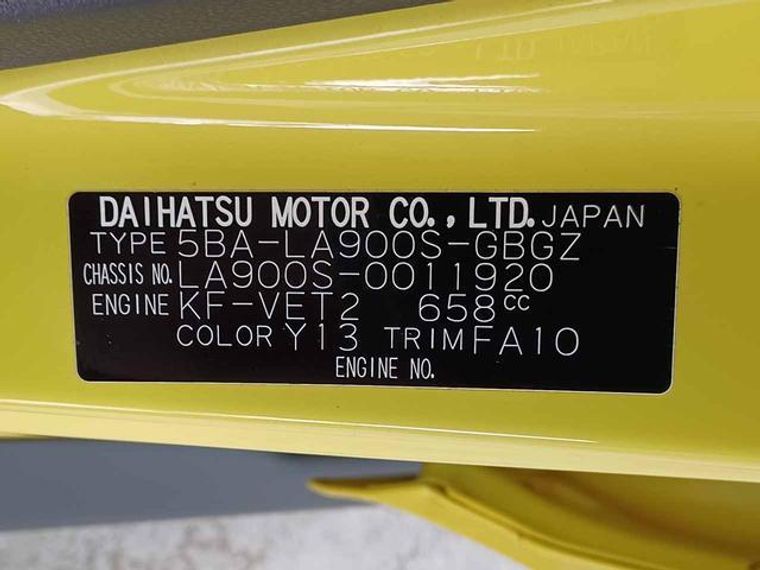 DAIHATSU MOTOR CO.,LTD. JAPAN
TYPE 5BA-LA900S-GBGZ
CHASSIS NO. LA900S-0011920
ENGINE KF-VET2 658cc
COLOR Y13 TRIM FA10
ENGINE NO.